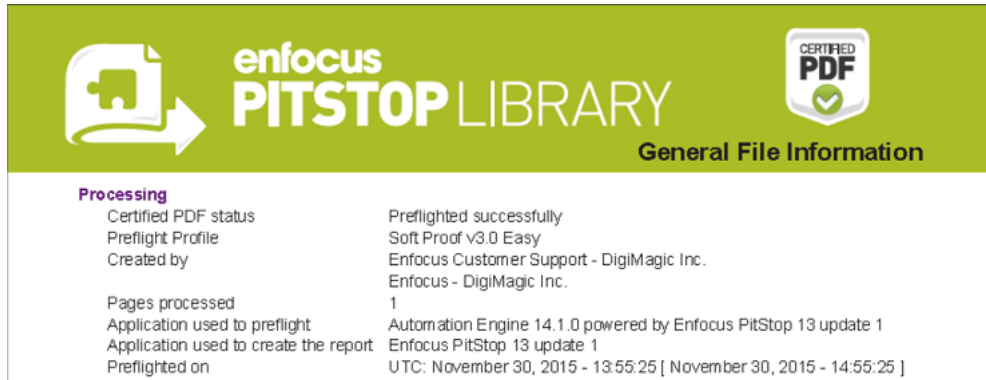 enfocus
PITSTOP LIBRARY
CERTIFIED
PDF
General File Information
Processing
Certified PDF status Preflighted successfully
Preflight Profile Soft Proof v3.0 Easy
Created by Enfocus Customer Support - DigiMagic Inc.
Enfocus - DigiMagic Inc.
Pages processed 1
Application used to preflight Automation Engine 14.1.0 powered by Enfocus PitStop 13 update 1
Application used to create the report Enfocus PitStop 13 update 1
Preflighted on UTC: November 30, 2015 - 13:55:25 [ November 30, 2015 - 14:55:25 ]